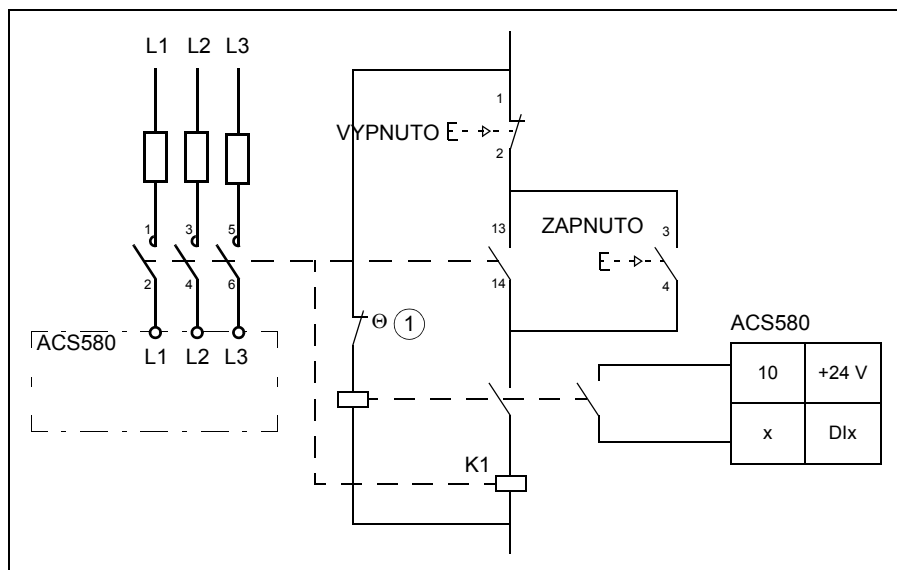 L1 L2 L3
1
VYPNUTO
2
13
ZAPNUTO
3
1 3 5
2 4 6
14
4
Θ 1
ACS580
L1 L2 L3
ACS580
10 +24 V
x DIx
K1